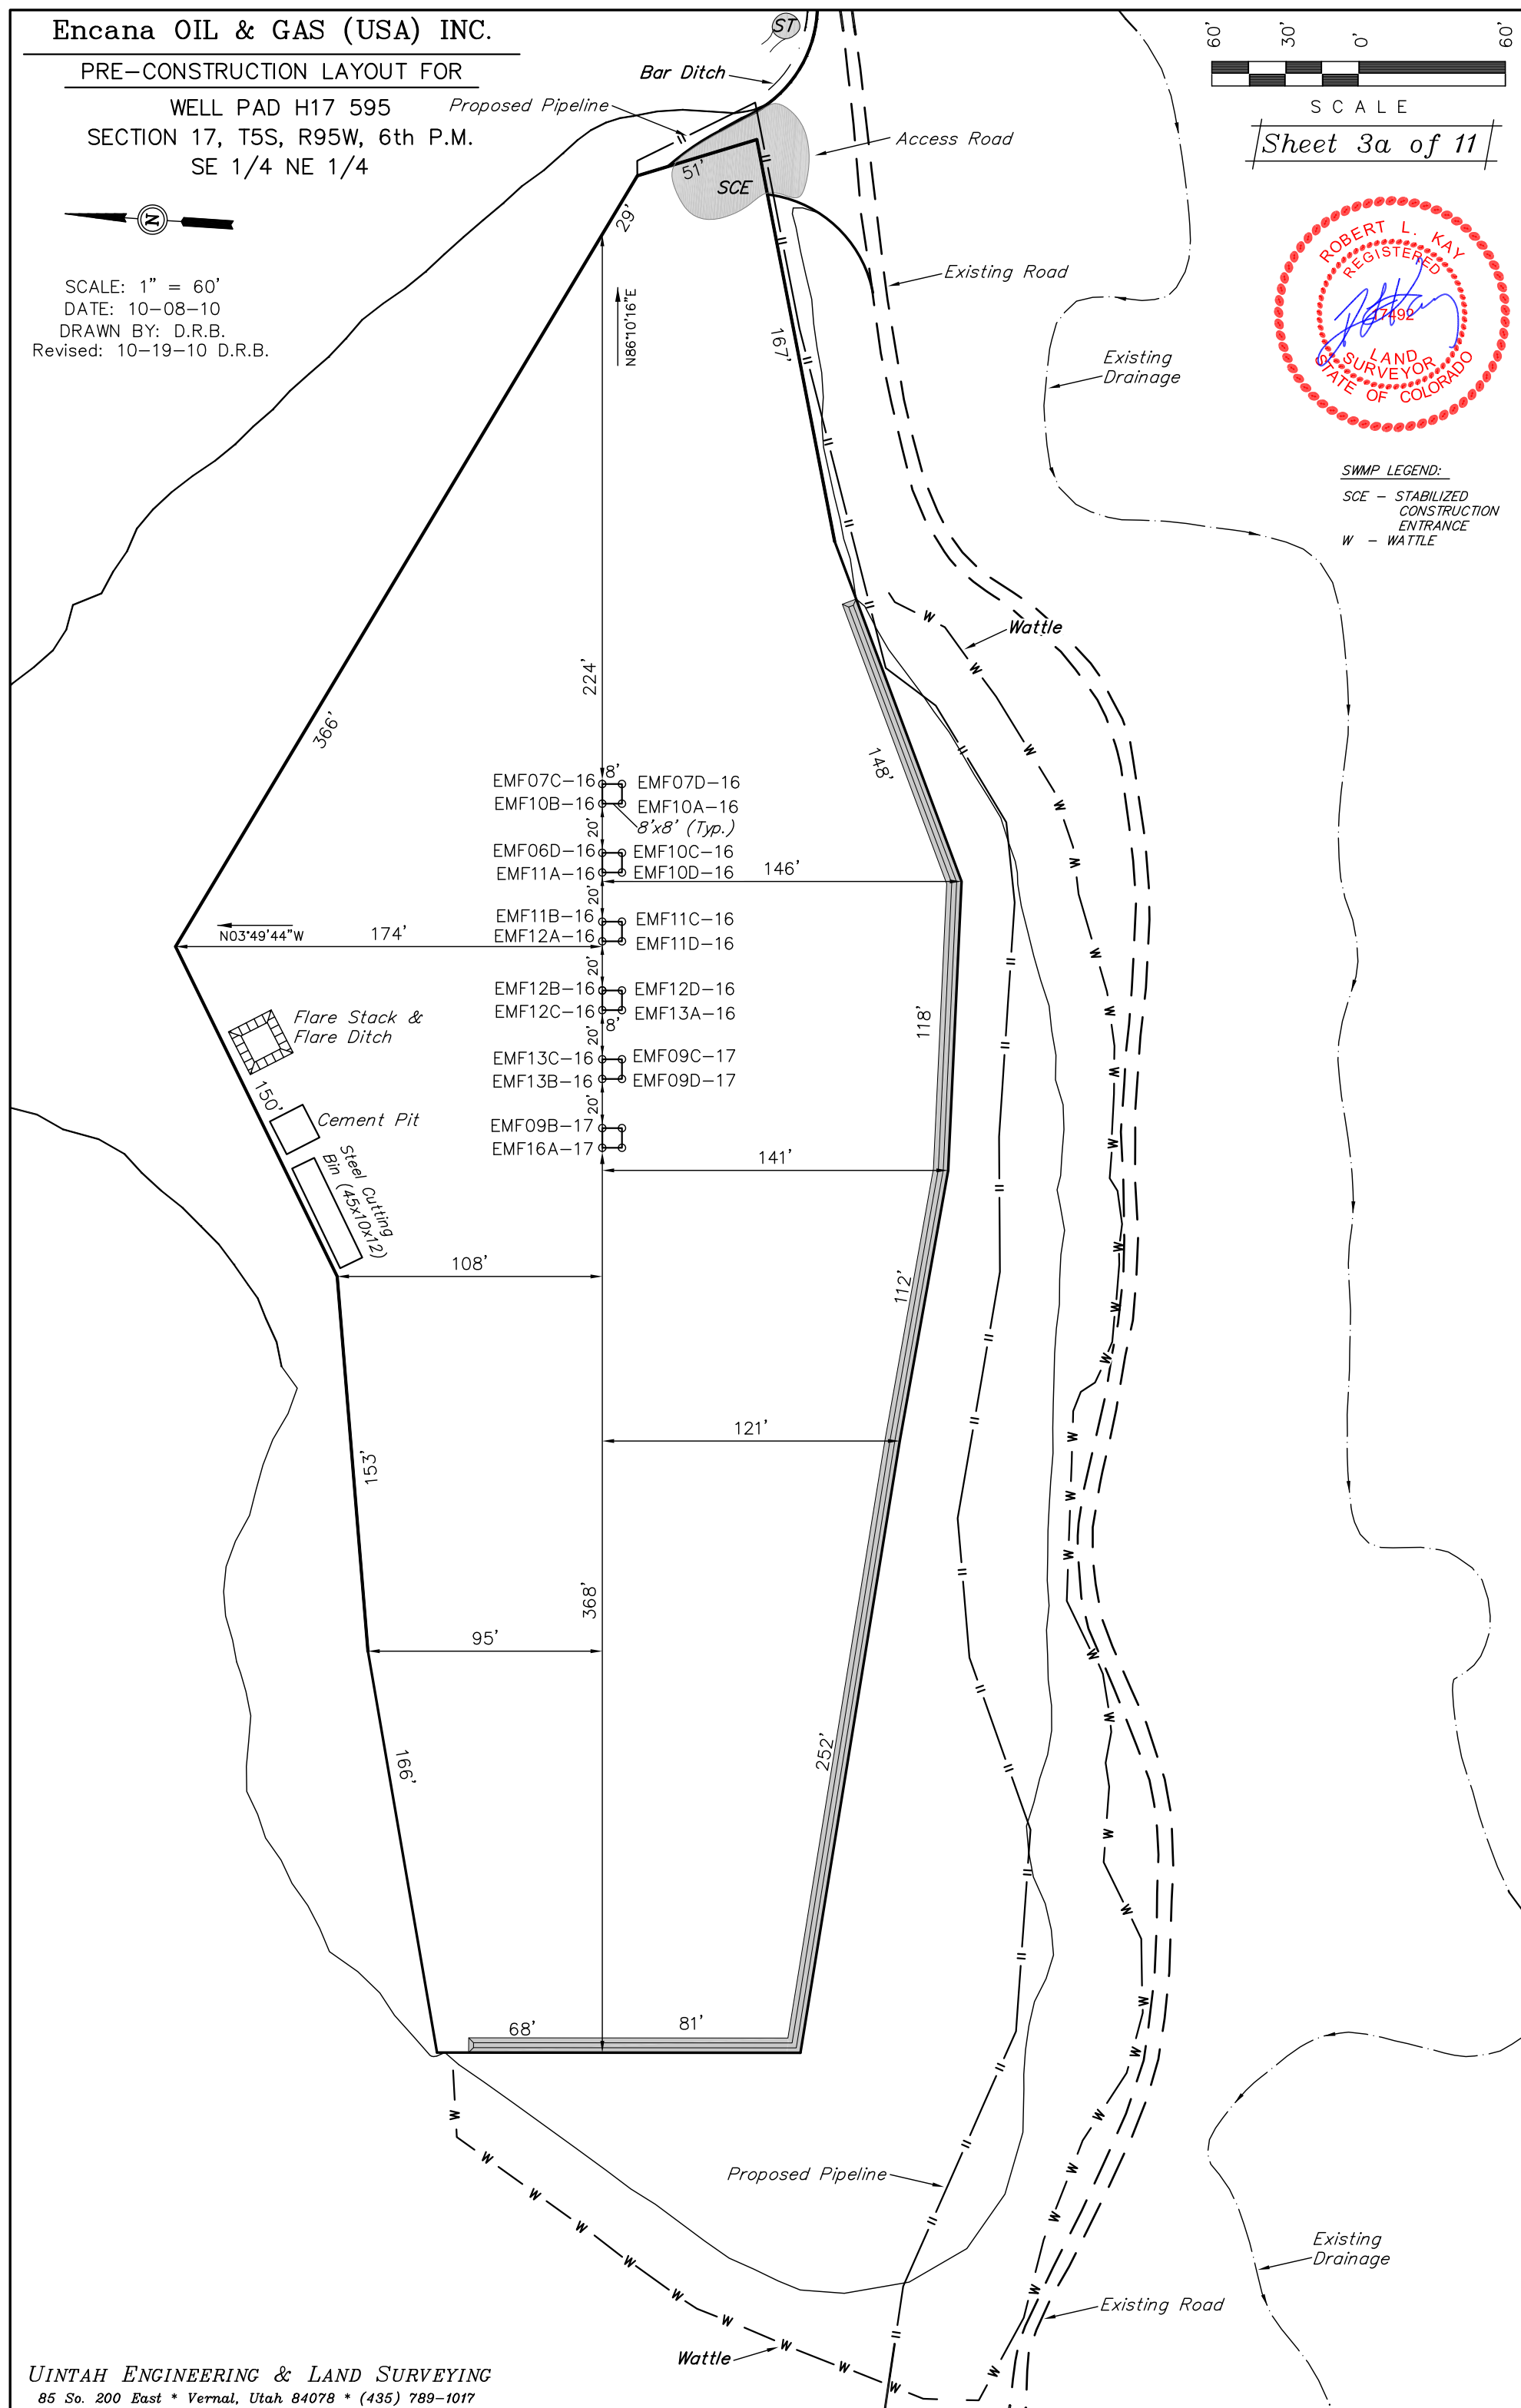 Encana OIL & GAS (USA) INC.
PRE-CONSTRUCTION LAYOUT FOR
WELL PAD H17 595
SECTION 17, T5S, R95W, 6th P.M.
SE 1/4 NE 1/4
N
SCALE: 1" = 60'
DATE: 10-08-10
DRAWN BY: D.R.B.
Revised: 10-19-10 D.R.B.
60'
30'
0'
60'
SCALE
Sheet 3a of 11
ROBERT L. KAY
REGISTERED
17492
LAND
SURVEYOR
STATE OF COLORADO
SWMP LEGEND:
SCE - STABILIZED
CONSTRUCTION
ENTRANCE
W - WATTLE
ST
Bar Ditch
Proposed Pipeline
Access Road
51'
SCE
29'
Existing Road
N86°10'16"E
167'
Existing
Drainage
Wattle
224'
366'
148'
EMF07C-16 8' EMF07D-16
EMF10B-16 EMF10A-16
20' 8'x8' (Typ.)
EMF06D-16 EMF10C-16
EMF11A-16 EMF10D-16
146'
20'
EMF11B-16 EMF11C-16
EMF12A-16 EMF11D-16
N03°49'44"W
174'
20'
EMF12B-16 EMF12D-16
EMF12C-16 EMF13A-16
8'
20'
118'
Flare Stack &
Flare Ditch
EMF13C-16 EMF09C-17
EMF13B-16 EMF09D-17
150'
20'
Cement Pit
EMF09B-17
EMF16A-17
141'
Steel Cutting
Bin (45x10x12)
108'
112'
121'
153'
368'
95'
166'
252'
68'
81'
Proposed Pipeline
Existing
Drainage
Existing Road
Wattle
W W W W W W W W W W W W W W W W W W W W W W W W W W W W W W W W W W W W W W W
UINTAH ENGINEERING & LAND SURVEYING
85 So. 200 East * Vernal, Utah 84078 * (435) 789-1017